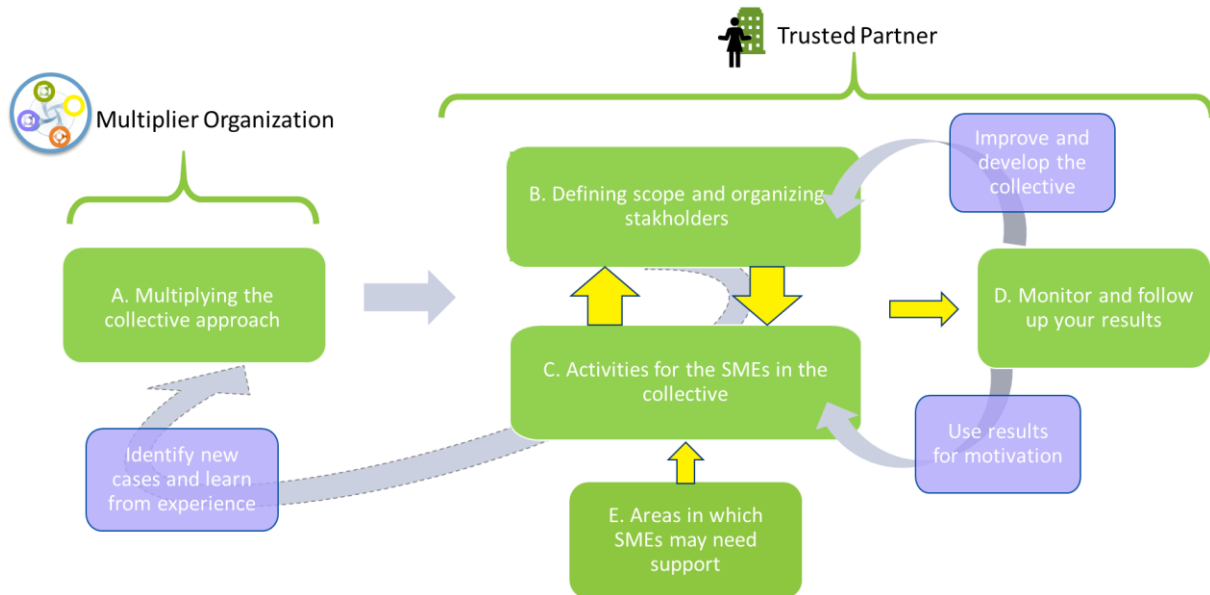 Trusted Partner
Multiplier Organization
Improve and
develop the
collective
B. Defining scope and organizing
stakholders
A. Multiplying the
collective approach
D. Monitor and follow
up your results
C. Activities for the SMEs in the
collective
Identify new
cases and learn
from experience
Use results
for motivation
E. Areas in which
SMEs may need
support